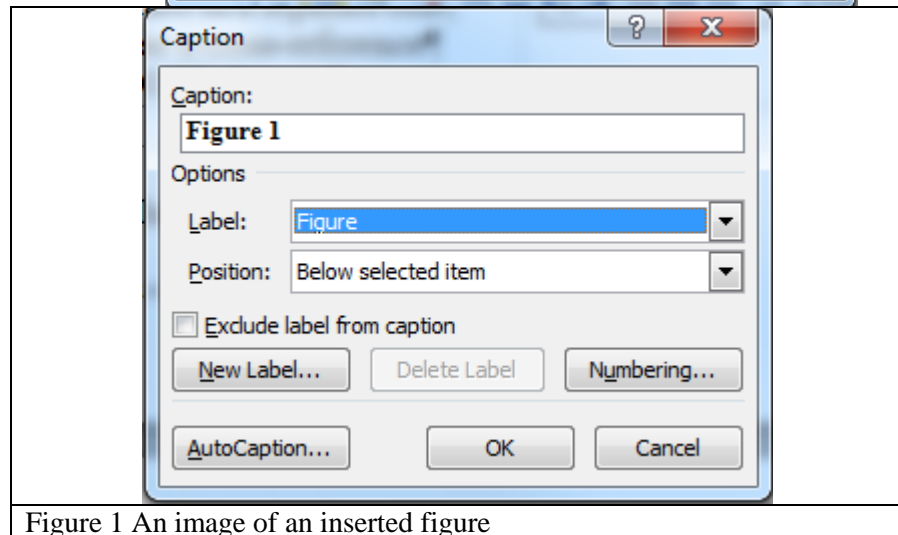 Caption
Caption:
Figure 1
Options
Label: Figure
Position: Below selected item
Exclude label from caption
New Label... Delete Label Numbering...
AutoCaption... OK Cancel
Figure 1 An image of an inserted figure